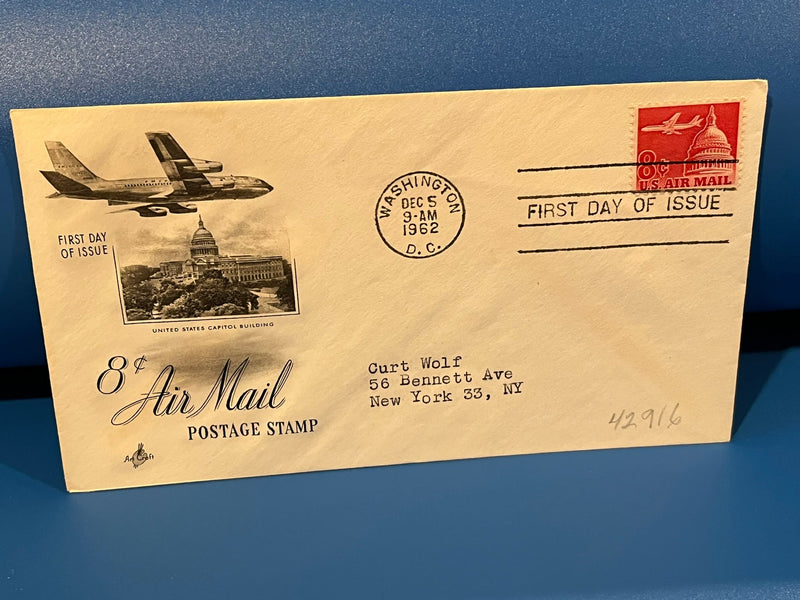 8¢
U.S. AIR MAIL
WASHINGTON
DEC 5
9-AM
1962
D. C.
FIRST DAY OF ISSUE
FIRST DAY
OF ISSUE
UNITED STATES CAPITOL BUILDING
8¢
Air Mail
POSTAGE STAMP
Art Craft
Curt Wolf
56 Bennett Ave
New York 33, NY
42916